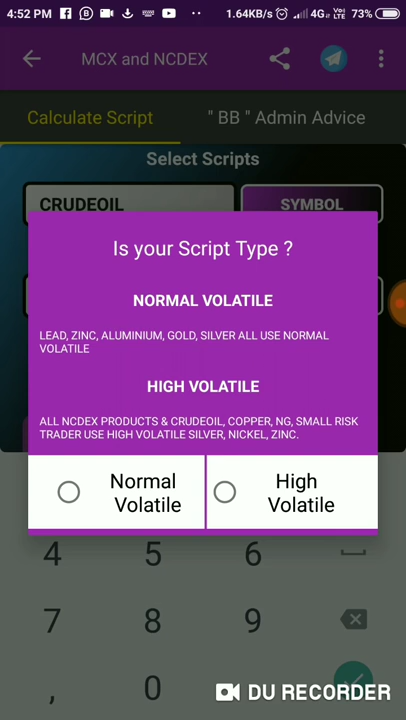 4:52 PM
1.64KB/s
4G
Vo)
LTE
73%
MCX and NCDEX
Calculate Script
" BB " Admin Advice
Select Scripts
CRUDEOIL
SYMBOL
Is your Script Type ?
NORMAL VOLATILE
LEAD, ZINC, ALUMINIUM, GOLD, SILVER ALL USE NORMAL
VOLATILE
HIGH VOLATILE
ALL NCDEX PRODUCTS & CRUDEOIL, COPPER, NG, SMALL RISK
TRADER USE HIGH VOLATILE SILVER, NICKEL, ZINC.
Normal
Volatile
High
Volatile
4 5 6
7 8 9
, 0
DU RECORDER